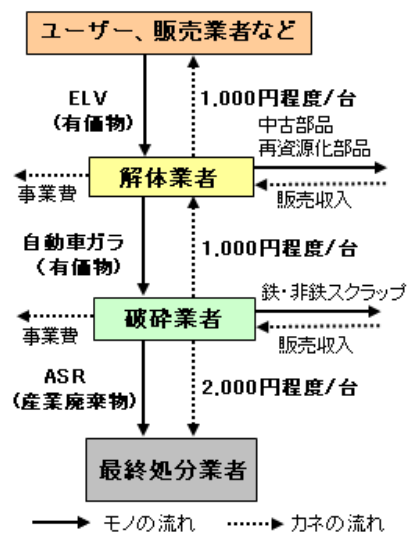 ユーザー、販売業者など
ELV
(有価物)
1,000円程度/台
中古部品
再資源化部品
解体業者
事業費
販売収入
自動車ガラ
(有価物)
1,000円程度/台
鉄・非鉄スクラップ
破砕業者
事業費
販売収入
ASR
(産業廃棄物)
2,000円程度/台
最終処分業者
モノの流れ
カネの流れ